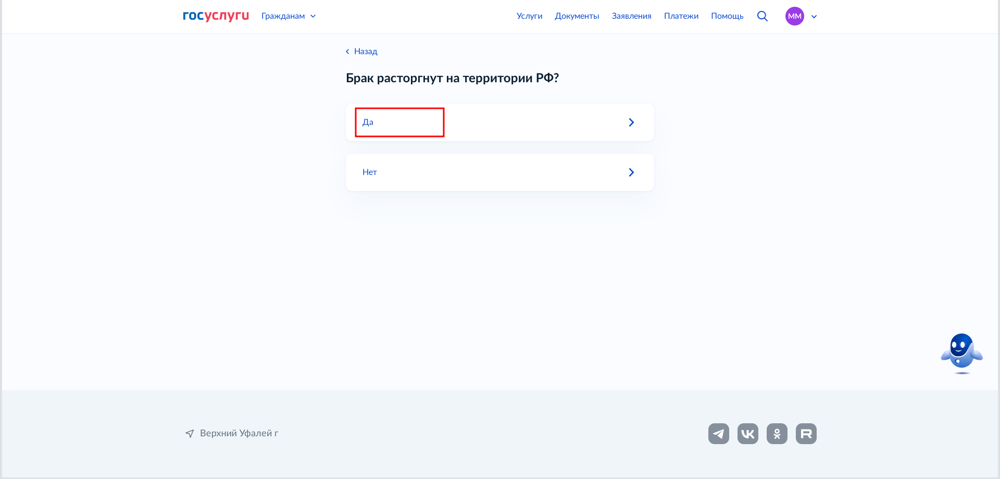 госуслуги Гражданам Услуги Документы Заявления Платежи Помощь ММ
Назад
Брак расторгнут на территории РФ?
Да
Нет
Верхний Уфалей г